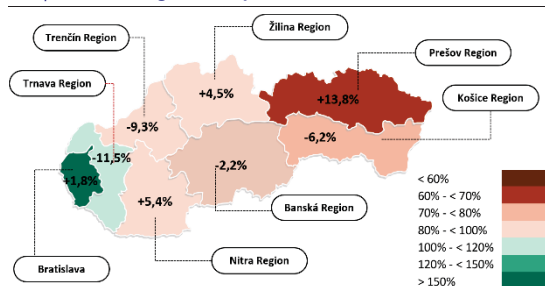 Žilina Region
Trenčín Region
Prešov Region
Trnava Region
Košice Region
+4,5%
+13,8%
-9,3%
-6,2%
-11,5%
-2,2%
+1,8%
+5,4%
Banská Region
Nitra Region
Bratislava
< 60%
60% - < 70%
70% - < 80%
80% - < 100%
100% - < 120%
120% - < 150%
> 150%